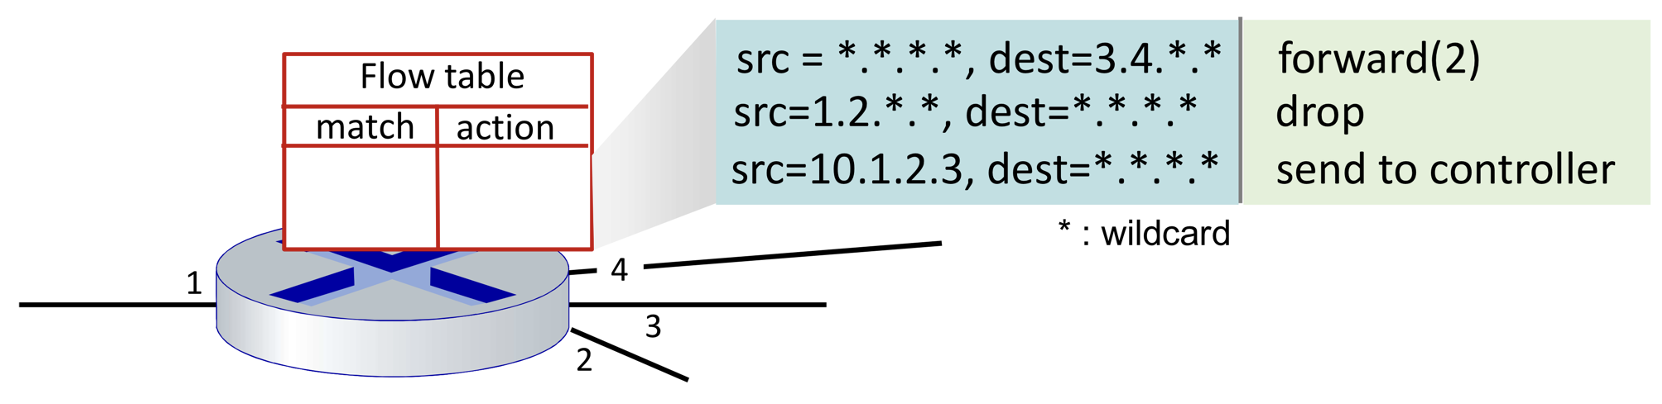 Flow table
match action
src = *.*.*.*, dest=3.4.*.* forward(2)
src=1.2.*.*, dest=*.*.*.* drop
src=10.1.2.3, dest=*.*.*.* send to controller
* : wildcard
1
4
3
2